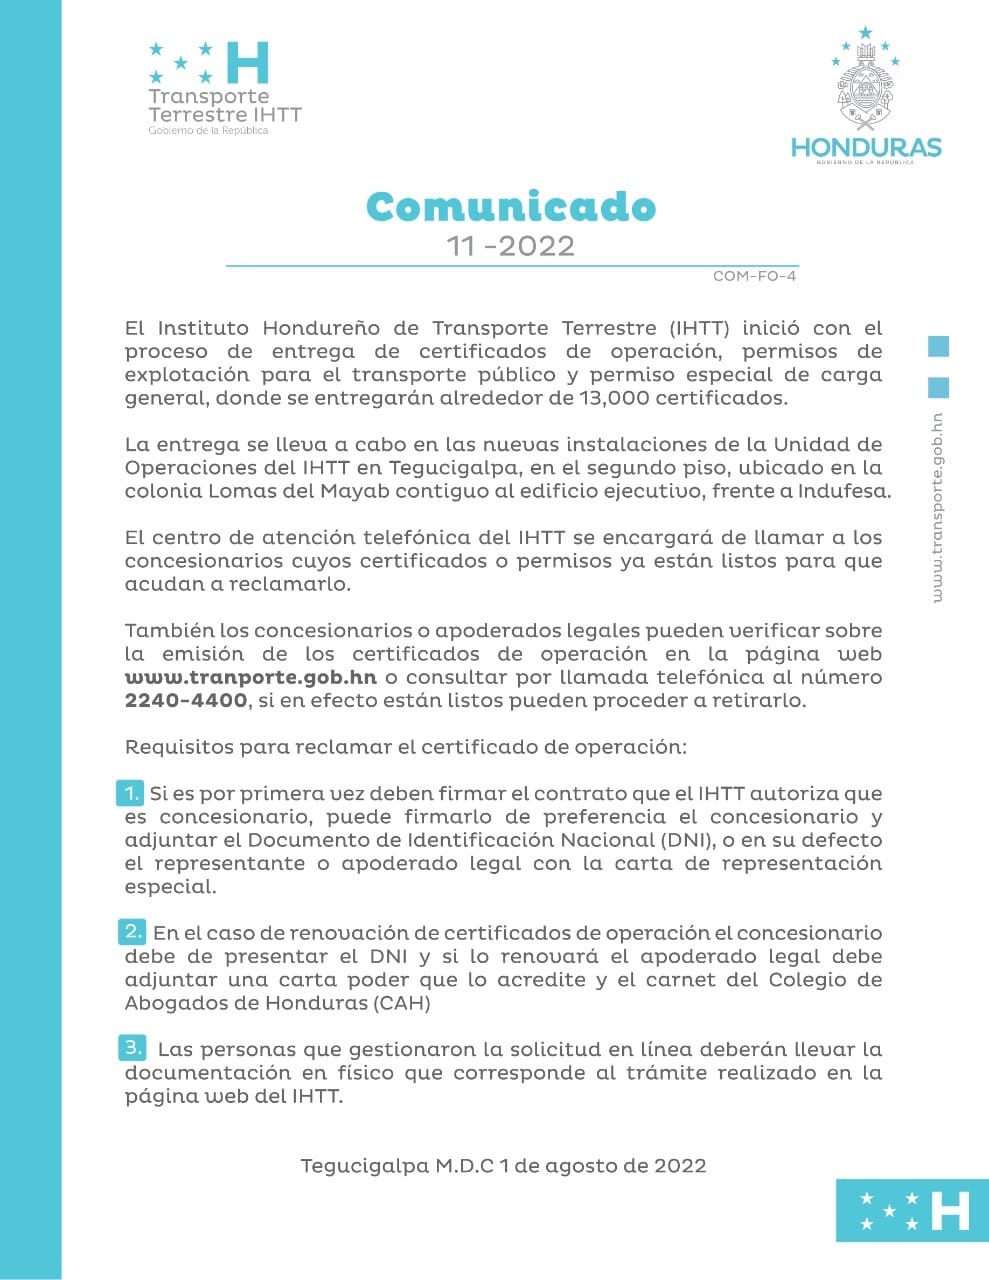 H
Transporte
Terrestre IHTT
Gobierno de la República
HONDURAS
GOBIERNO DE LA REPÚBLICA
Comunicado
11 -2022
COM-FO-4
El Instituto Hondureño de Transporte Terrestre (IHTT) inició con el
proceso de entrega de certificados de operación, permisos de
explotación para el transporte público y permiso especial de carga
general, donde se entregarán alrededor de 13,000 certificados.
La entrega se lleva a cabo en las nuevas instalaciones de la Unidad de
Operaciones del IHTT en Tegucigalpa, en el segundo piso, ubicado en la
colonia Lomas del Mayab contiguo al edificio ejecutivo, frente a Indufesa.
El centro de atención telefónica del IHTT se encargará de llamar a los
concesionarios cuyos certificados o permisos ya están listos para que
acudan a reclamarlo.
También los concesionarios o apoderados legales pueden verificar sobre
la emisión de los certificados de operación en la página web
www.tranporte.gob.hn o consultar por llamada telefónica al número
2240-4400, si en efecto están listos pueden proceder a retirarlo.
Requisitos para reclamar el certificado de operación:
1. Si es por primera vez deben firmar el contrato que el IHTT autoriza que
es concesionario, puede firmarlo de preferencia el concesionario y
adjuntar el Documento de Identificación Nacional (DNI), o en su defecto
el representante o apoderado legal con la carta de representación
especial.
2. En el caso de renovación de certificados de operación el concesionario
debe de presentar el DNI y si lo renovará el apoderado legal debe
adjuntar una carta poder que lo acredite y el carnet del Colegio de
Abogados de Honduras (CAH)
3. Las personas que gestionaron la solicitud en línea deberán llevar la
documentación en físico que corresponde al trámite realizado en la
página web del IHTT.
Tegucigalpa M.D.C 1 de agosto de 2022
www.transporte.gob.hn
H